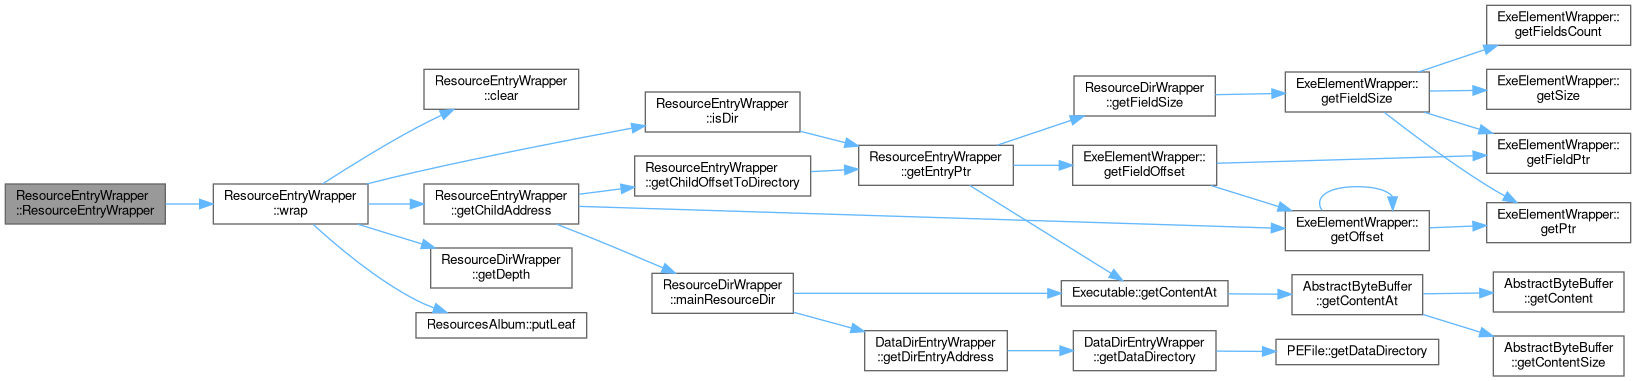 ResourceEntryWrapper
::ResourceEntryWrapper
ResourceEntryWrapper
::wrap
ResourceEntryWrapper
::clear
ResourceEntryWrapper
::isDir
ResourceEntryWrapper
::getChildAddress
ResourceEntryWrapper
::getChildOffsetToDirectory
ResourceDirWrapper
::getDepth
ResourcesAlbum::putLeaf
ResourceDirWrapper
::mainResourceDir
ResourceEntryWrapper
::getEntryPtr
DataDirEntryWrapper
::getDirEntryAddress
ResourceDirWrapper
::getFieldSize
ExeElementWrapper::
getFieldOffset
Executable::getContentAt
DataDirEntryWrapper
::getDataDirectory
ExeElementWrapper::
getFieldSize
ExeElementWrapper::
getOffset
AbstractByteBuffer
::getContentAt
PEFile::getDataDirectory
ExeElementWrapper::
getFieldsCount
ExeElementWrapper::
getSize
ExeElementWrapper::
getFieldPtr
ExeElementWrapper::
getPtr
AbstractByteBuffer
::getContent
AbstractByteBuffer
::getContentSize